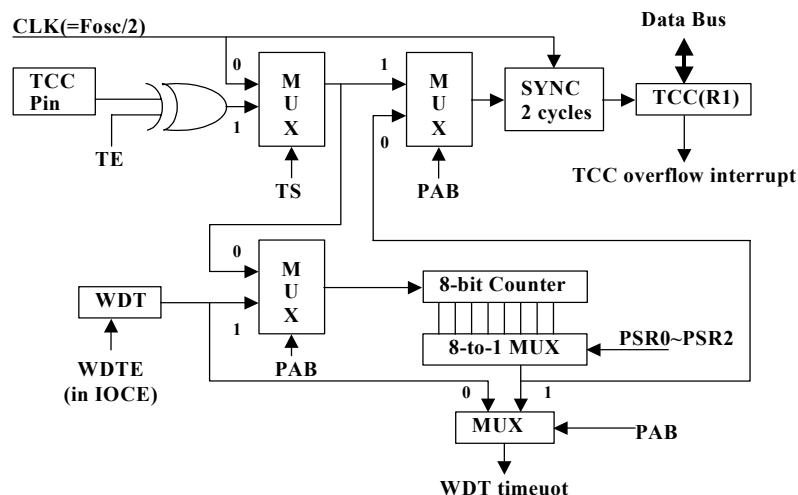 CLK(=Fosc/2)
Data Bus
0
1
TCC
Pin
M
U
X
M
U
X
SYNC
2 cycles
TCC(R1)
1
0
TE
TS
PAB
TCC overflow interrupt
0
M
U
X
8-bit Counter
WDT
1
8-to-1 MUX
PSR0~PSR2
WDTE
(in IOCE)
PAB
0
1
MUX
PAB
WDT timeuot